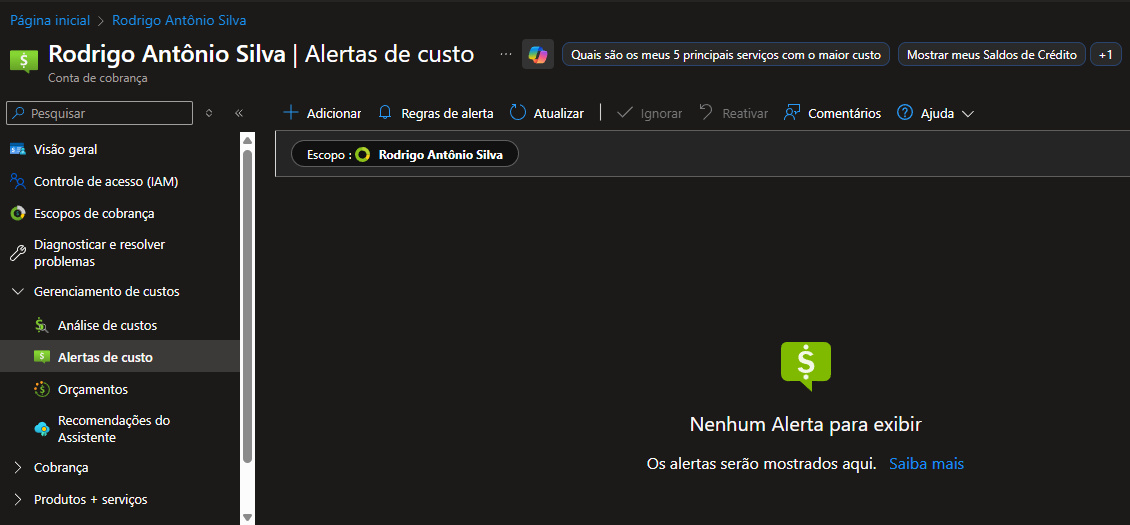 Página inicial > Rodrigo Antônio Silva
Rodrigo Antônio Silva | Alertas de custo ...
Quais são os meus 5 principais serviços com o maior custo
Mostrar meus Saldos de Crédito
+1
Conta de cobrança
Pesquisar
Adicionar
Regras de alerta
Atualizar
Ignorar
Reativar
Comentários
Ajuda
Visão geral
Controle de acesso (IAM)
Escopos de cobrança
Diagnosticar e resolver
problemas
Gerenciamento de custos
Análise de custos
Alertas de custo
Orçamentos
Recomendações do
Assistente
Cobrança
Produtos + serviços
Escopo : Rodrigo Antônio Silva
Nenhum Alerta para exibir
Os alertas serão mostrados aqui. Saiba mais